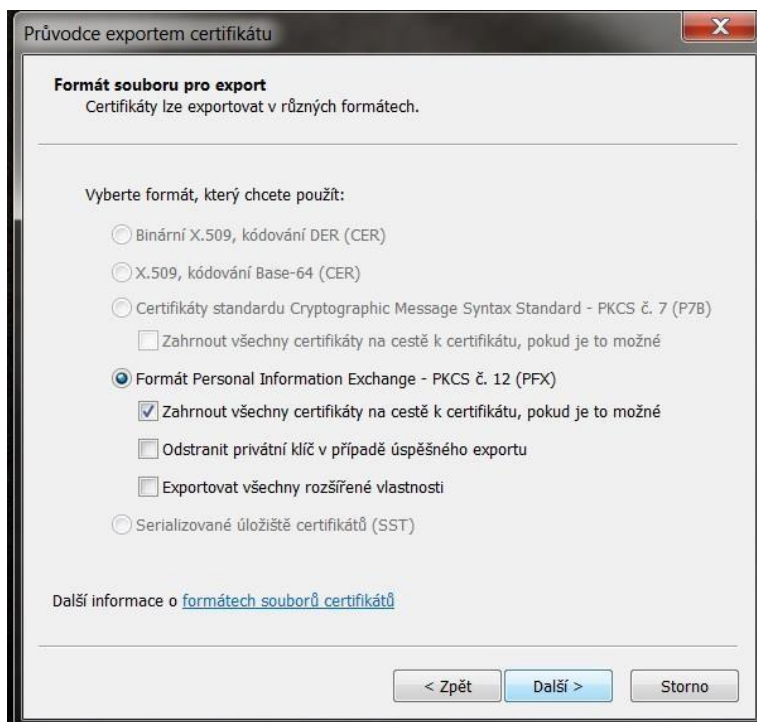 Průvodce exportem certifikátu
Formát souboru pro export
Certifikáty lze exportovat v různých formátech.
Vyberte formát, který chcete použít:
Binární X.509, kódování DER (CER)
X.509, kódování Base-64 (CER)
Certifikáty standardu Cryptographic Message Syntax Standard - PKCS č. 7 (P7B)
Zahrnout všechny certifikáty na cestě k certifikátu, pokud je to možné
Formát Personal Information Exchange - PKCS č. 12 (PFX)
Zahrnout všechny certifikáty na cestě k certifikátu, pokud je to možné
Odstranit privátní klíč v případě úspěšného exportu
Exportovat všechny rozšířené vlastnosti
Serializované úložiště certifikátů (SST)
Další informace o formátech souborů certifikátů
< Zpět Další > Storno